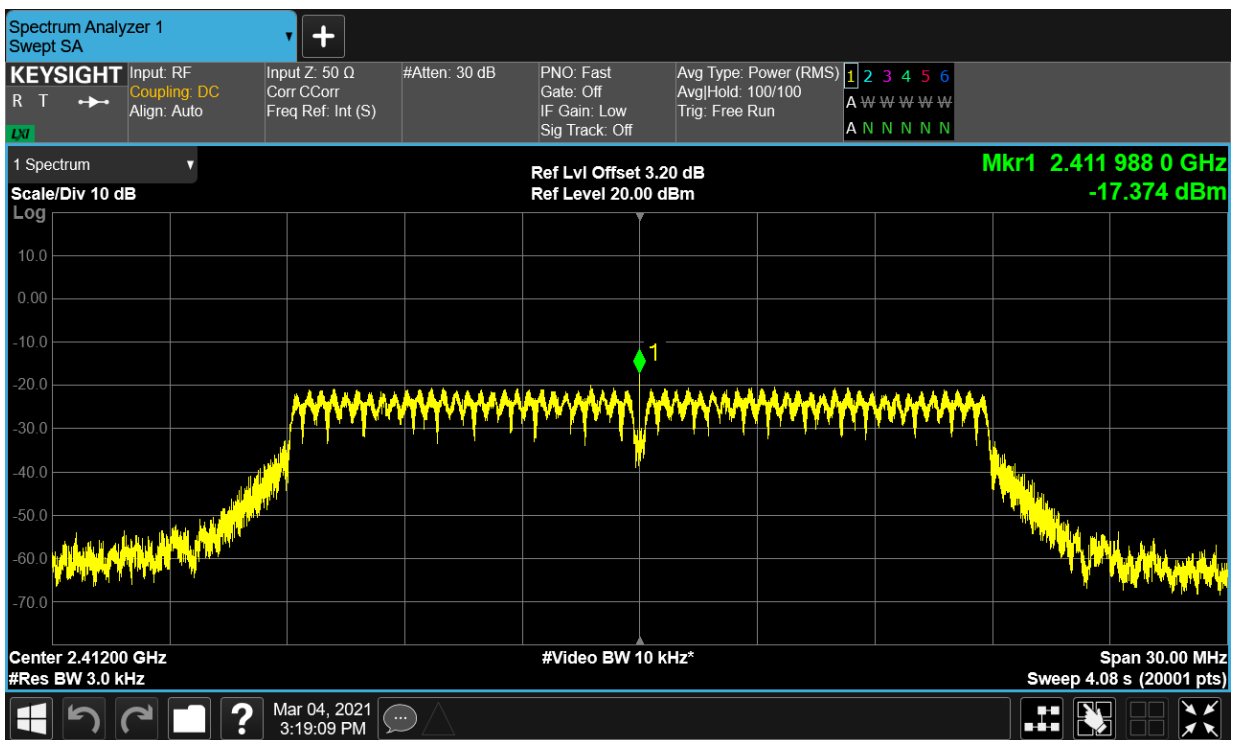 Spectrum Analyzer 1
Swept SA
KEYSIGHT
R T
LXI
Input: RF
Coupling: DC
Align: Auto
Input Z: 50 Ω
Corr CCorr
Freq Ref: Int (S)
#Atten: 30 dB
PNO: Fast
Gate: Off
IF Gain: Low
Sig Track: Off
Avg Type: Power (RMS)
Avg|Hold: 100/100
Trig: Free Run
1 2 3 4 5 6
A W W W W W
A N N N N N
1 Spectrum
Scale/Div 10 dB
Ref Lvl Offset 3.20 dB
Ref Level 20.00 dBm
Mkr1 2.411 988 0 GHz
-17.374 dBm
Log
10.0
0.00
-10.0
1
-20.0
-30.0
-40.0
-50.0
-60.0
-70.0
Center 2.41200 GHz
#Video BW 10 kHz*
Span 30.00 MHz
#Res BW 3.0 kHz
Sweep 4.08 s (20001 pts)
?
Mar 04, 2021
3:19:09 PM